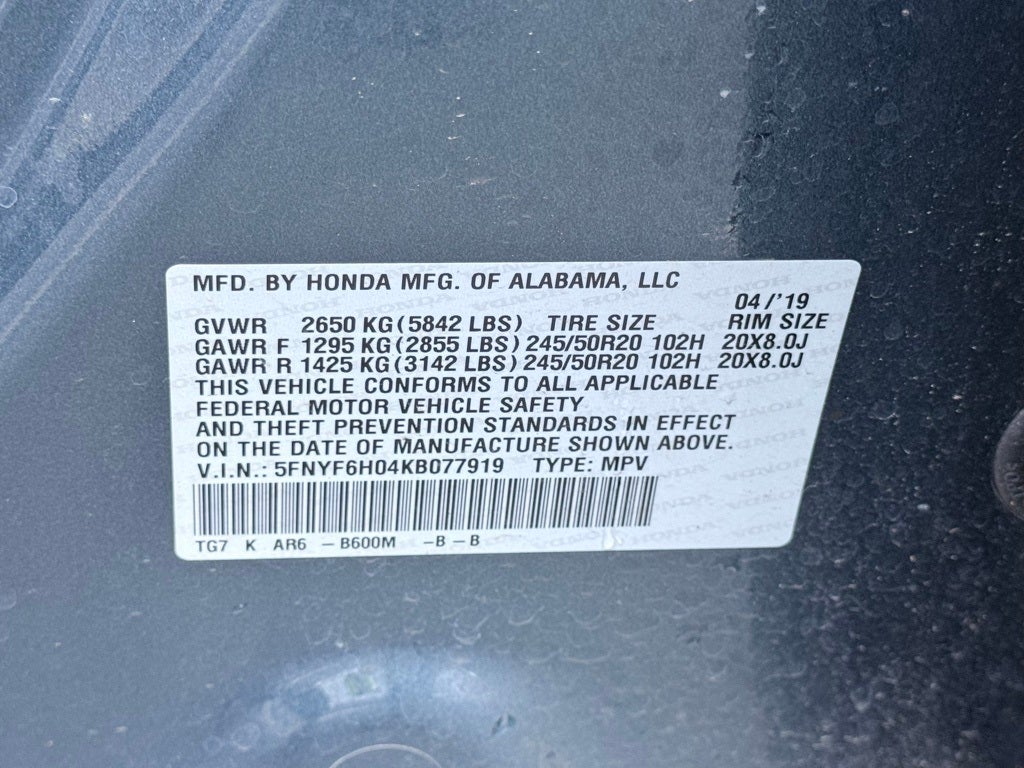 MFD. BY HONDA MFG. OF ALABAMA, LLC
04/'19
GVWR 2650 KG (5842 LBS) TIRE SIZE RIM SIZE
GAWR F 1295 KG (2855 LBS) 245/50R20 102H 20X8.0J
GAWR R 1425 KG (3142 LBS) 245/50R20 102H 20X8.0J
THIS VEHICLE CONFORMS TO ALL APPLICABLE
FEDERAL MOTOR VEHICLE SAFETY
AND THEFT PREVENTION STANDARDS IN EFFECT
ON THE DATE OF MANUFACTURE SHOWN ABOVE.
V.I.N.: 5FNYF6H04KB077919 TYPE: MPV
TG7 K AR6 -B600M -B -B